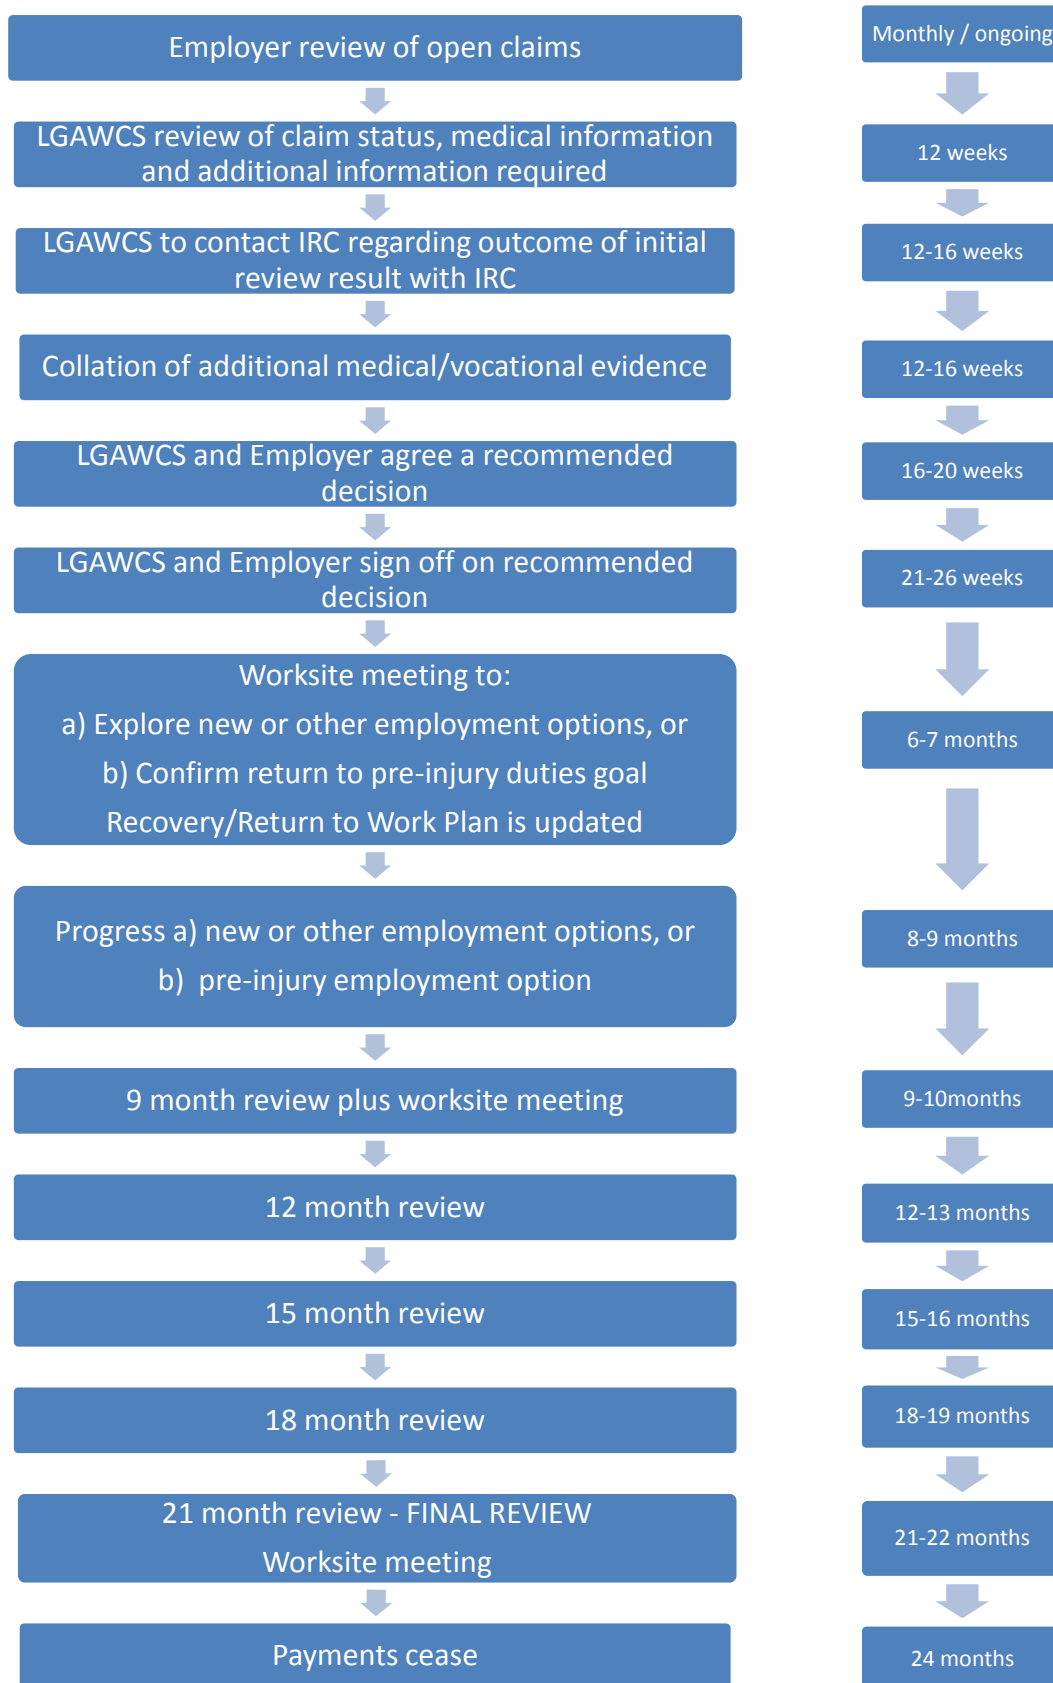 Employer review of open claims
Monthly / ongoing
LGAWCS review of claim status, medical information
and additional information required
12 weeks
LGAWCS to contact IRC regarding outcome of initial
review result with IRC
12-16 weeks
Collation of additional medical/vocational evidence
12-16 weeks
LGAWCS and Employer agree a recommended
decision
16-20 weeks
LGAWCS and Employer sign off on recommended
decision
21-26 weeks
Worksite meeting to:
a) Explore new or other employment options, or
b) Confirm return to pre-injury duties goal
Recovery/Return to Work Plan is updated
6-7 months
Progress a) new or other employment options, or
b) pre-injury employment option
8-9 months
9 month review plus worksite meeting
9-10months
12 month review
12-13 months
15 month review
15-16 months
18 month review
18-19 months
21 month review - FINAL REVIEW
Worksite meeting
21-22 months
Payments cease
24 months